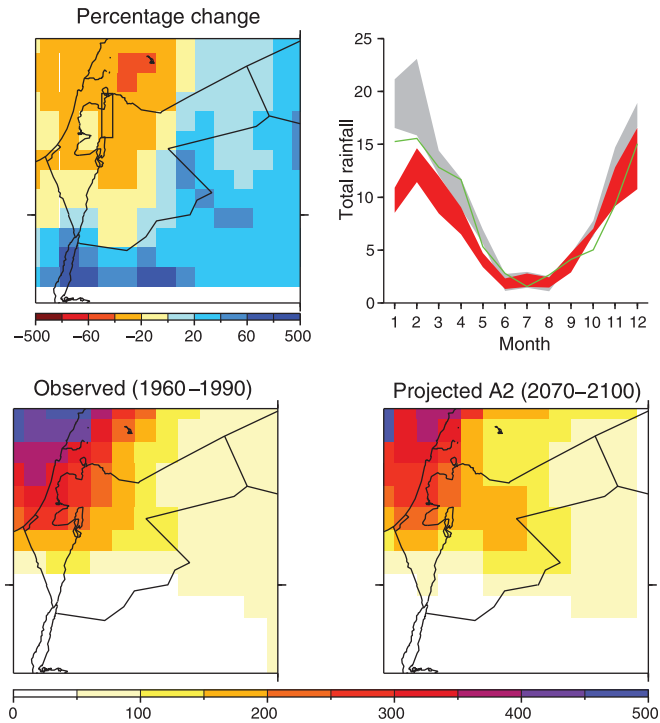 Percentage change
−500 −60 −20 20 60 500
Total rainfall
25
20
15
10
5
0
1 2 3 4 5 6 7 8 9 10 11 12
Month
Observed (1960−1990)
Projected A2 (2070−2100)
0 100 200 300 400 500